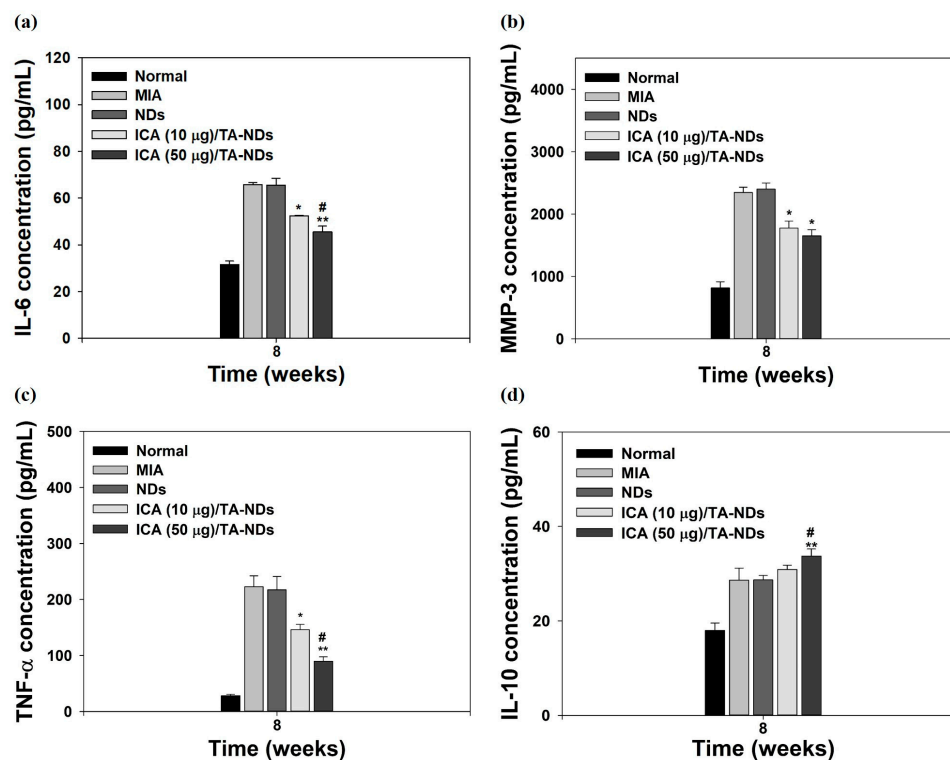 (a)
IL-6 concentration (pg/mL)
120
100
80
60
40
20
0
Normal
MIA
NDs
ICA (10 μg)/TA-NDs
ICA (50 μg)/TA-NDs
*
#
**
8
Time (weeks)
(b)
MMP-3 concentration (pg/mL)
4000
3000
2000
1000
0
Normal
MIA
NDs
ICA (10 μg)/TA-NDs
ICA (50 μg)/TA-NDs
*
*
8
Time (weeks)
(c)
TNF-α concentration (pg/mL)
500
400
300
200
100
0
Normal
MIA
NDs
ICA (10 μg)/TA-NDs
ICA (50 μg)/TA-NDs
*
#
**
8
Time (weeks)
(d)
IL-10 concentration (pg/mL)
60
40
20
0
Normal
MIA
NDs
ICA (10 μg)/TA-NDs
ICA (50 μg)/TA-NDs
#
**
8
Time (weeks)